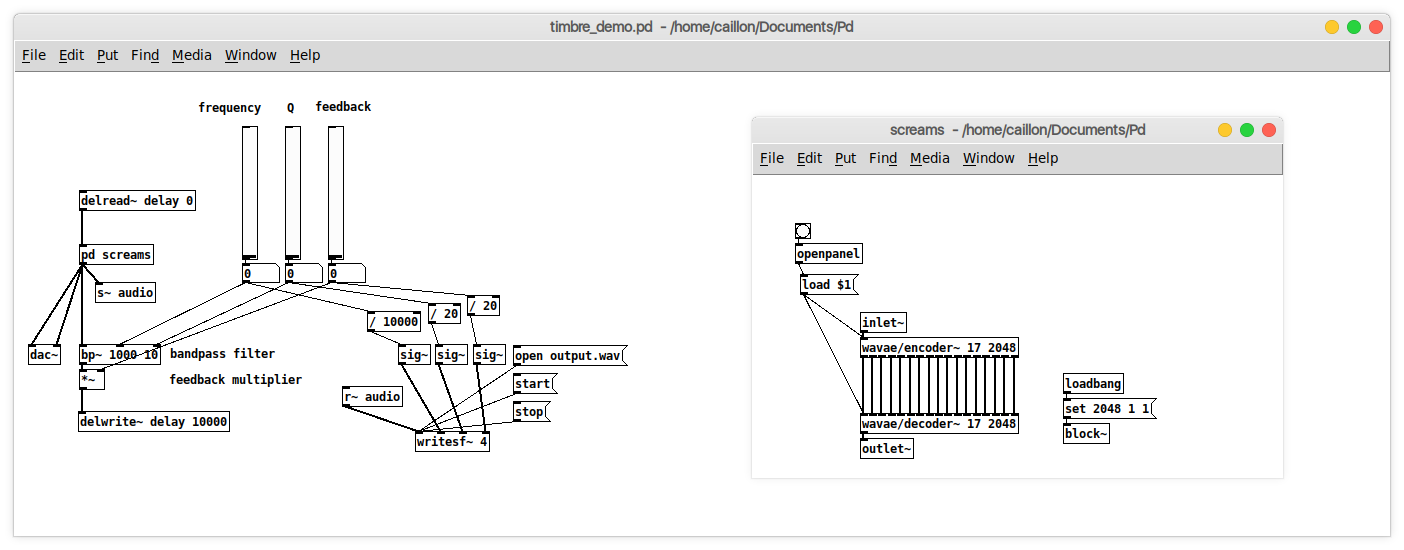 timbre_demo.pd - /home/caillon/Documents/Pd
File Edit Put Find Media Window Help
frequency Q feedback
delread~ delay 0
pd screams
s~ audio
0 0 0
/ 10000
/ 20
/ 20
dac~
bp~ 1000 10
bandpass filter
sig~ sig~ sig~
open output.wav
*~
feedback multiplier
start
r~ audio
stop
delwrite~ delay 10000
writesf~ 4
screams - /home/caillon/Documents/Pd
File Edit Put Find Media Window Help
openpanel
load $1
inlet~
wavae/encoder~ 17 2048
loadbang
set 2048 1 1
wavae/decoder~ 17 2048
block~
outlet~